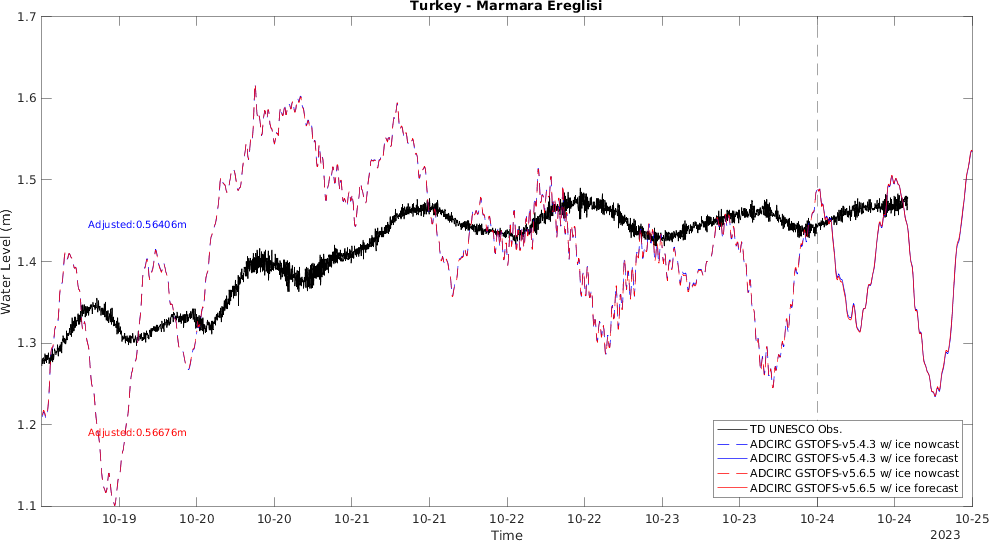 Turkey - Marmara Ereglisi
1.7
1.6
1.5
1.4
1.3
1.2
1.1
Water Level (m)
Adjusted:0.56406m
Adjusted:0.56676m
TD UNESCO Obs.
ADCIRC GSTOFS-v5.4.3 w/ ice nowcast
ADCIRC GSTOFS-v5.4.3 w/ ice forecast
ADCIRC GSTOFS-v5.6.5 w/ ice nowcast
ADCIRC GSTOFS-v5.6.5 w/ ice forecast
10-19 10-20 10-20 10-21 10-21 10-22 10-22 10-23 10-23 10-24 10-24 10-25
Time
2023